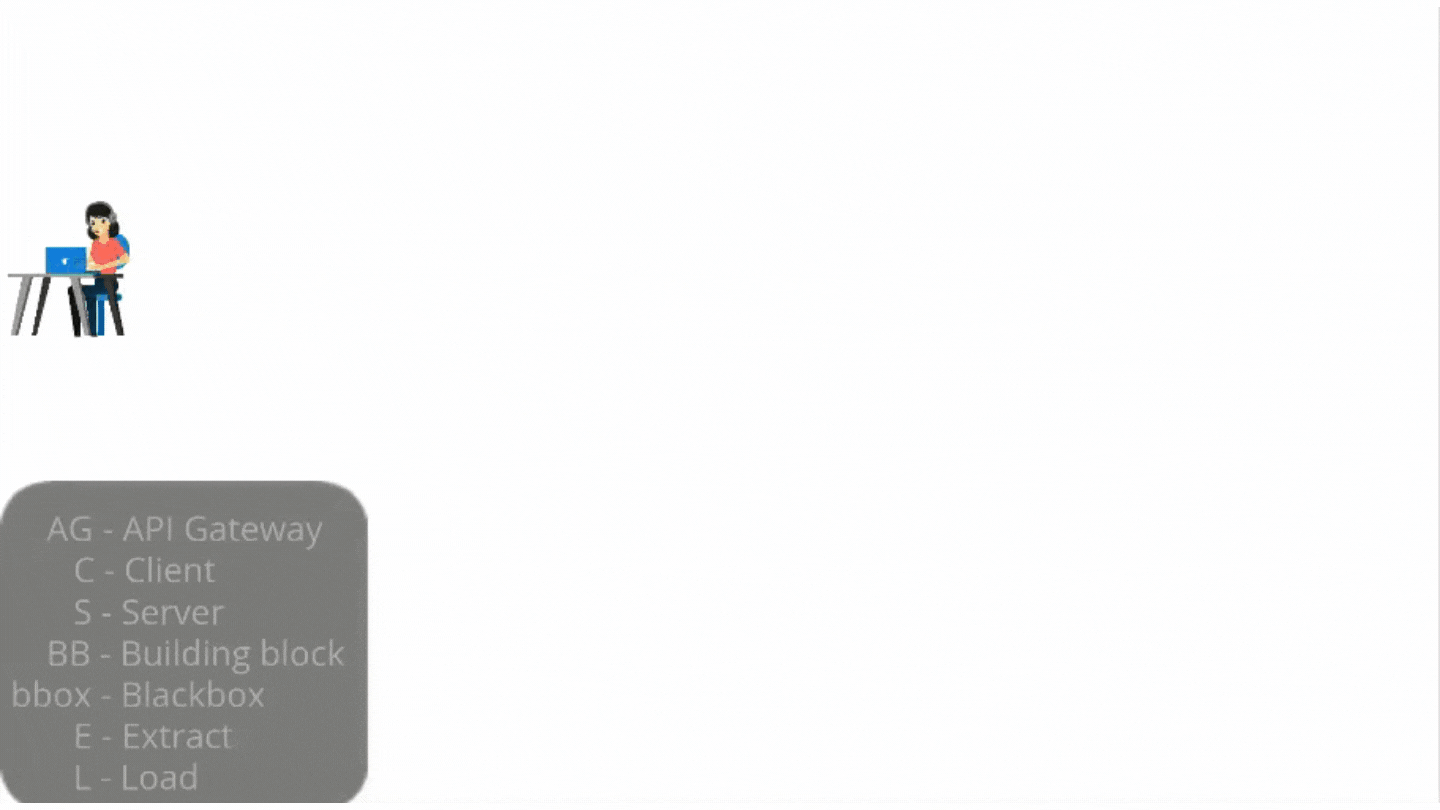 AG - API Gateway
C - Client
S - Server
BB - Building block
bbox - Blackbox
E - Extract
L - Load